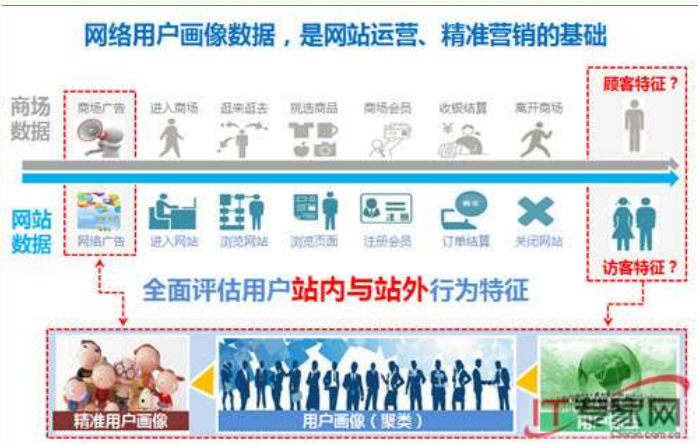 网络用户画像数据，是网站运营、精准营销的基础
顾客特征？
商场
数据
商场广告
进入商场
逛来逛去
挑选商品
商场会员
收银结算
离开商场
网站
数据
注册
购买
网络广告
进入网站
浏览网站
浏览页面
注册会员
订单结算
关闭网站
访客特征？
全面评估用户站内与站外行为特征
精准用户画像
用户画像（聚类）
IT专家网